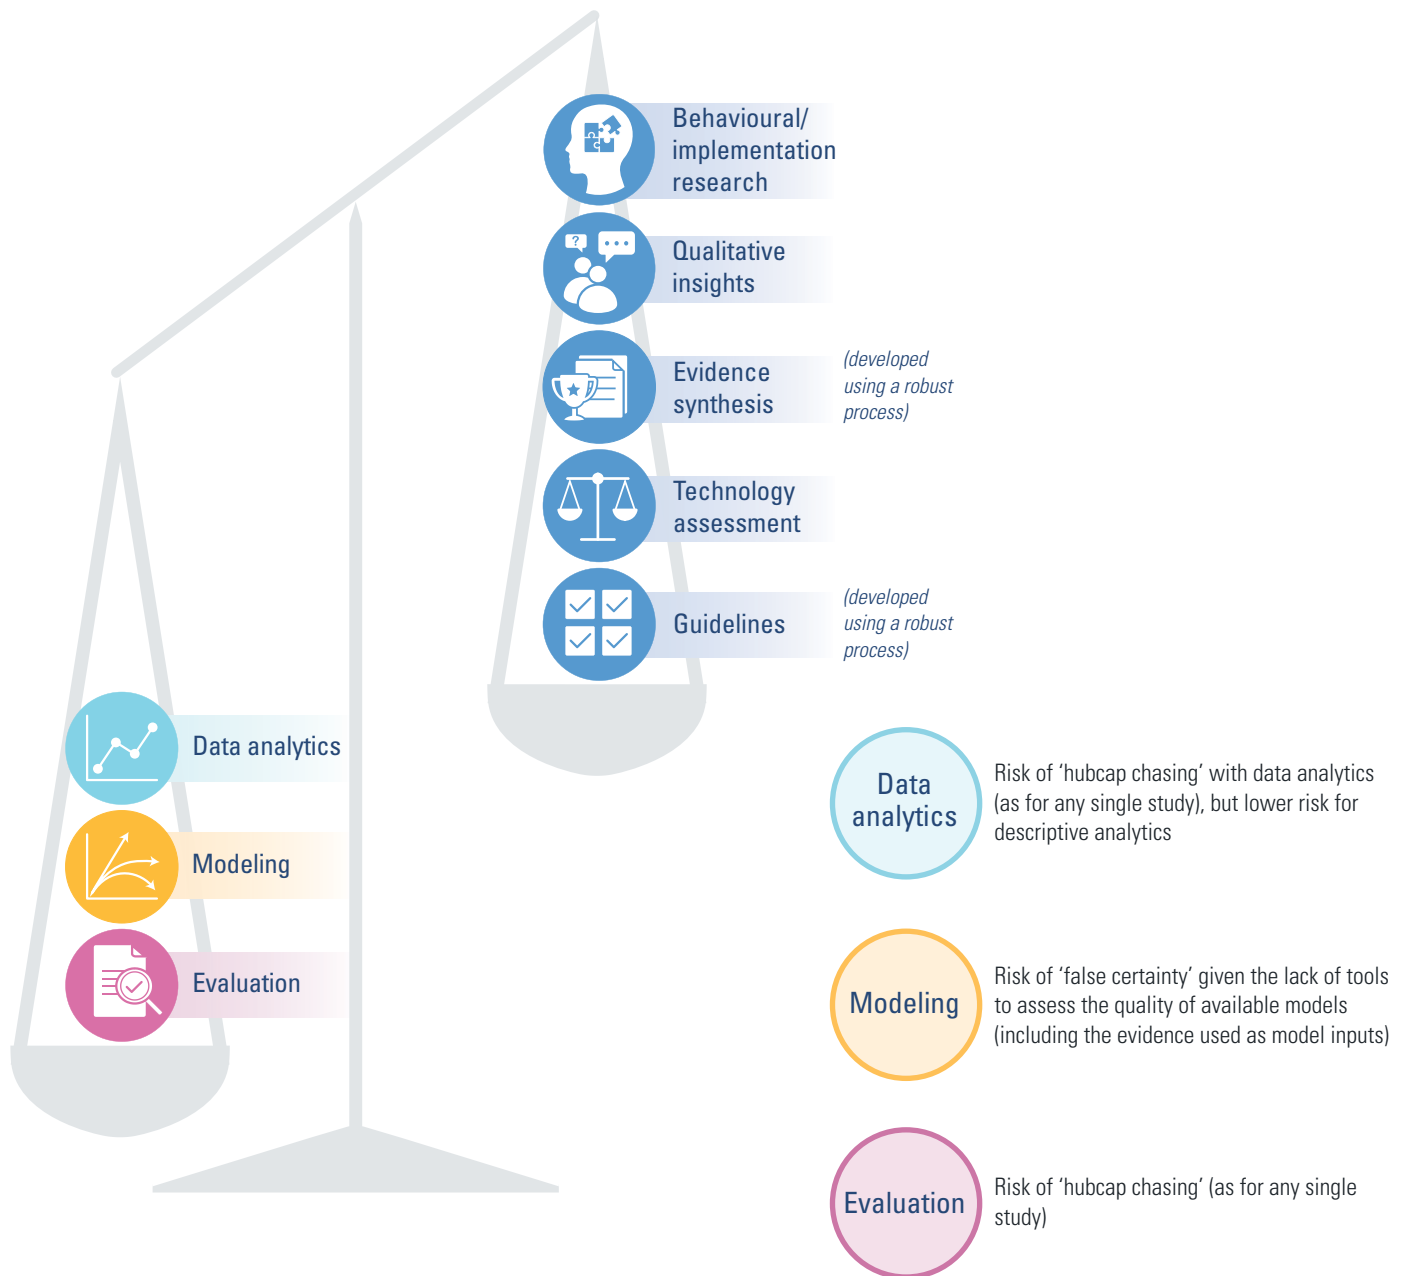 Behavioural/
implementation
research
?
Qualitative
insights
Evidence
synthesis
(developed
using a robust
process)
Technology
assessment
Guidelines
(developed
using a robust
process)
Data analytics
Modeling
Evaluation
Data
analytics
Risk of ‘hubcap chasing’ with data analytics
(as for any single study), but lower risk for
descriptive analytics
Modeling
Risk of ‘false certainty’ given the lack of tools
to assess the quality of available models
(including the evidence used as model inputs)
Evaluation
Risk of ‘hubcap chasing’ (as for any single
study)